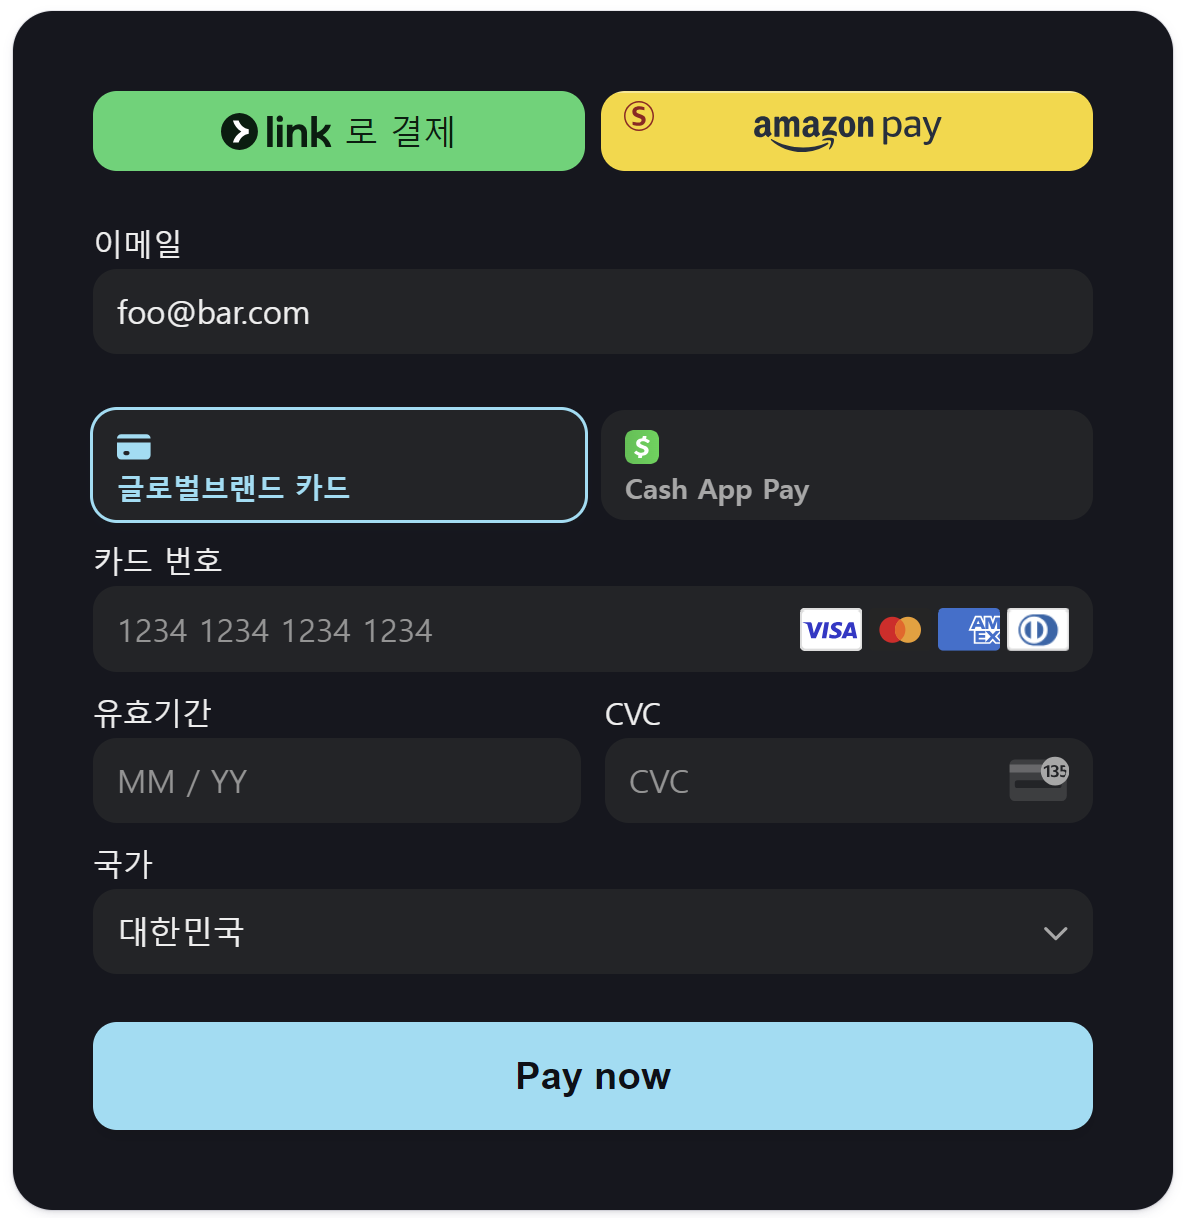 link 로 결제
S amazon pay
이메일
foo@bar.com
글로벌브랜드 카드
$
Cash App Pay
카드 번호
1234 1234 1234 1234 VISA AM EX
유효기간 CVC
MM / YY CVC 135
국가
대한민국
Pay now